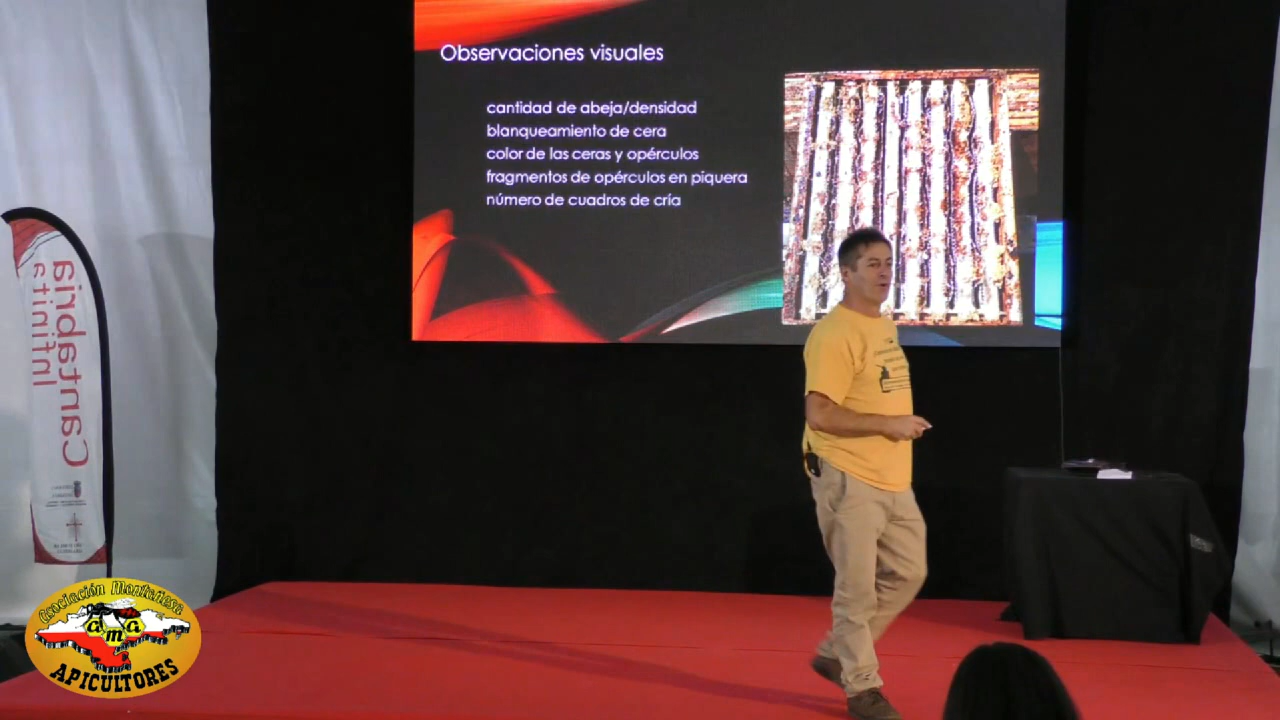 Observaciones visuales
cantidad de abeja/densidad
blanqueamiento de cera
color de las ceras y opérculos
fragmentos de opérculos en piquera
número de cuadros de cría
Cantabria
Infinita
Asociación Montañesa
AMA
APICULTORES